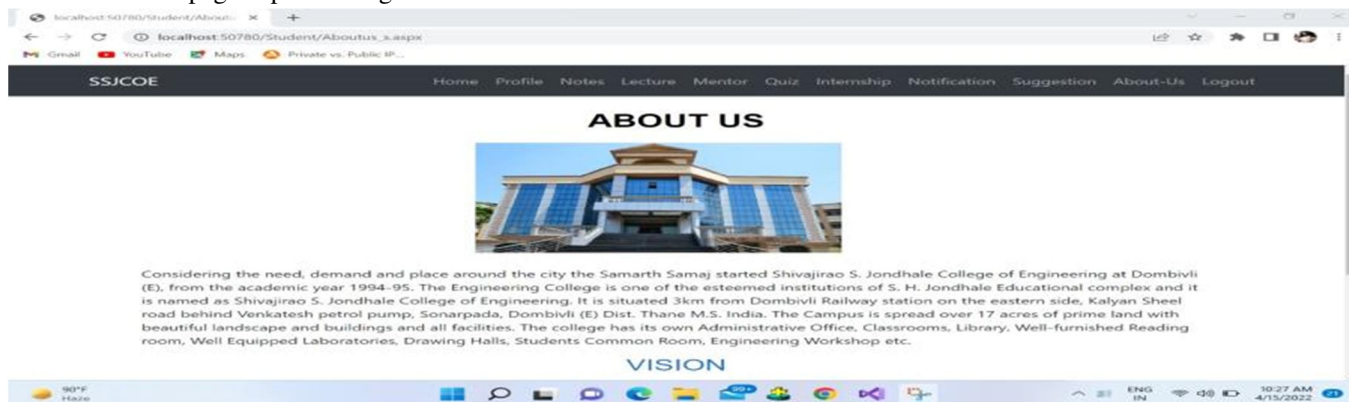 localhost:50780/Student/Aboutu
localhost:50780/Student/Aboutus_s.aspx
Gmail YouTube Maps Private vs. Public IP...
SSJCOE Home Profile Notes Lecture Mentor Quiz Internship Notification Suggestion About-Us Logout
ABOUT US
Considering the need, demand and place around the city the Samarth Samaj started Shivajirao S. Jondhale College of Engineering at Dombivli
(E), from the academic year 1994-95. The Engineering College is one of the esteemed institutions of S. H. Jondhale Educational complex and it
is named as Shivajirao S. Jondhale College of Engineering. It is situated 3km from Dombivli Railway station on the eastern side, Kalyan Sheel
road behind Venkatesh petrol pump, Sonarpada, Dombivli (E) Dist. Thane M.S. India. The Campus is spread over 17 acres of prime land with
beautiful landscape and buildings and all facilities. The college has its own Administrative Office, Classrooms, Library, Well-furnished Reading
room, Well Equipped Laboratories, Drawing Halls, Students Common Room, Engineering Workshop etc.
VISION
90°F
Haze
99+
ENG
IN
10:27 AM
4/15/2022